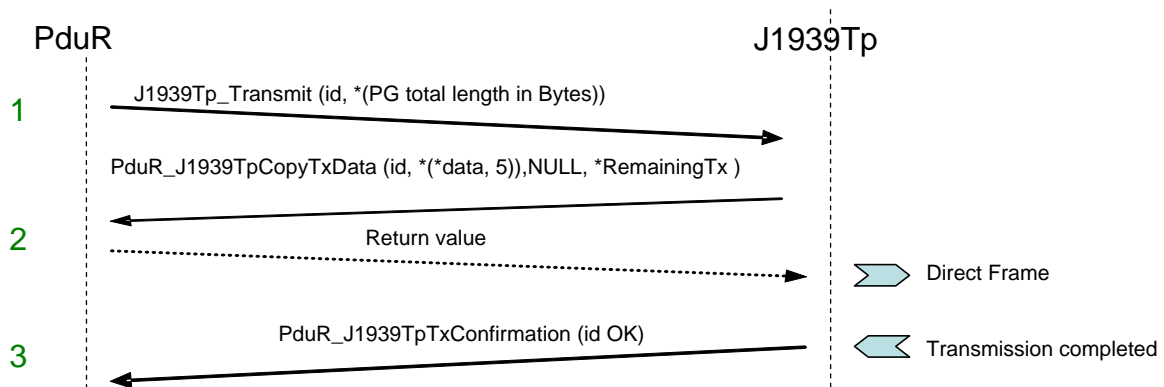 PduR
J1939Tp
1
J1939Tp_Transmit (id, *(PG total length in Bytes))
PduR_J1939TpCopyTxData (id, *(*data, 5)),NULL, *RemainingTx )
2
Return value
Direct Frame
PduR_J1939TpTxConfirmation (id OK)
3
Transmission completed